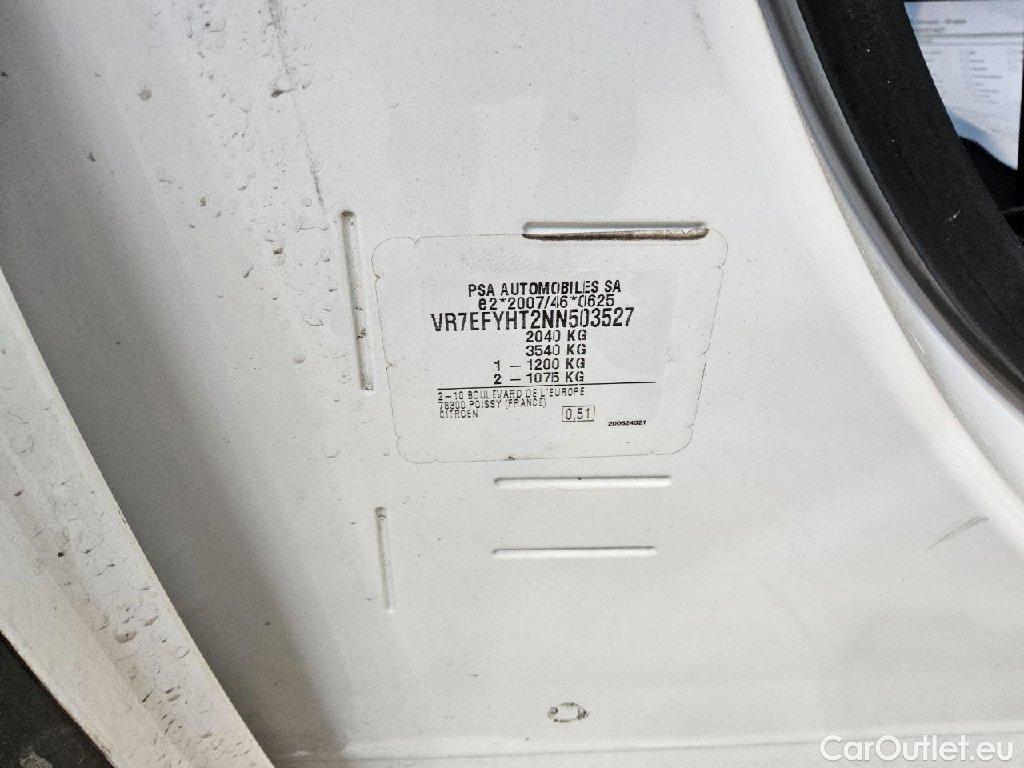 PSA AUTOMOBILES SA
e2*2007/46*0625
VR7EFYHT2NN503527
2040 KG
3540 KG
1 - 1200 KG
2 - 1075 KG
2-10 BOULEVARD DE L'EUROPE
78300 POISSY (FRANCE)
CITROEN
0,51
200624021
CarOutlet.eu